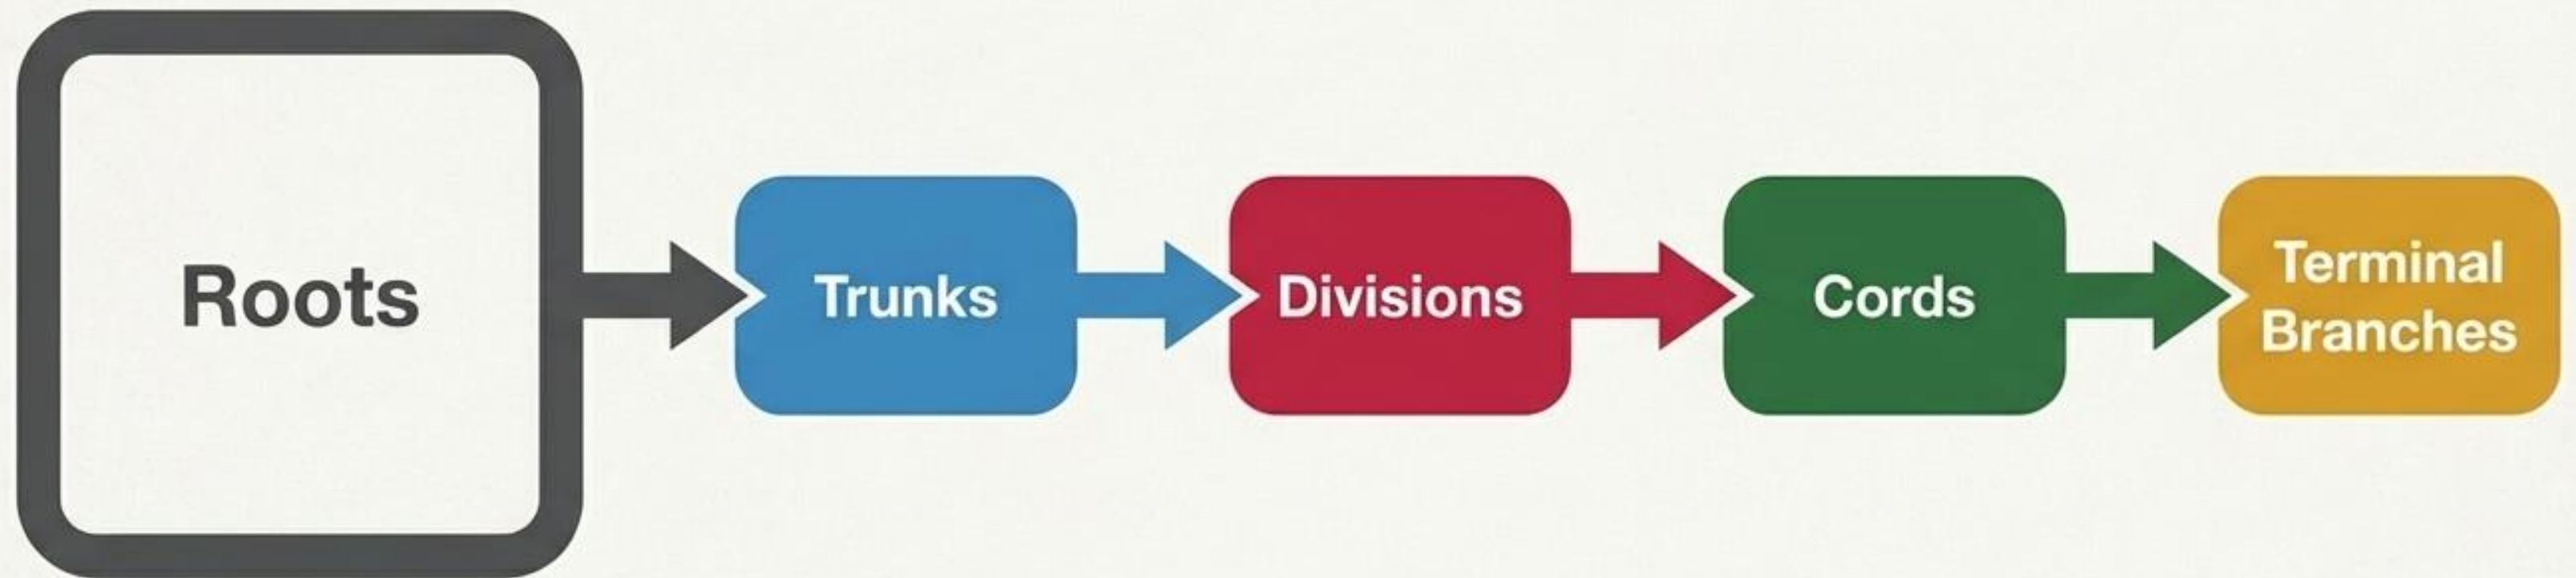 Roots
Trunks
Divisions
Cords
Terminal
Branches